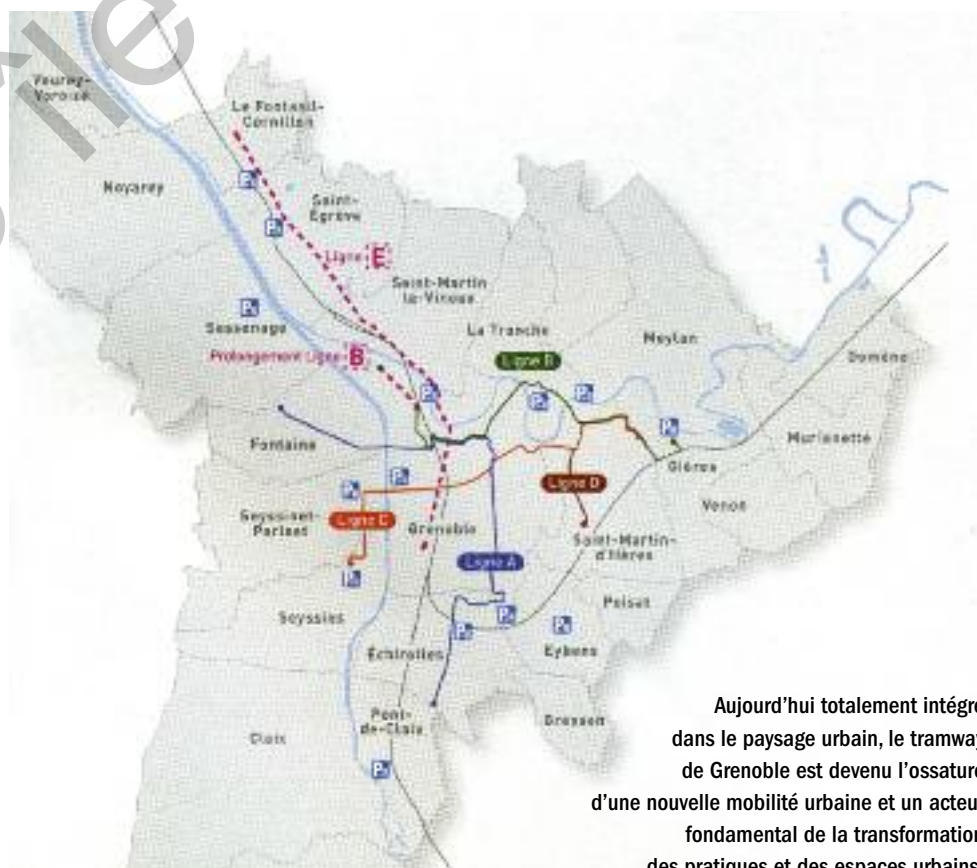 île
Veurey-
Voroize
Le Fontanil-
Cornillon
Noyarey
Saint-
Égrève
Ligne E
Saint-Martin
le-Vinoux
Sassenage
La Tronche
Meylan
Prolongement Ligne B
Ligne B
Domène
Fontaine
Murianette
Gières
Ligne D
Venon
Seyssinet-
Pariset
Ligne C
Grenoble
Saint-Martin-
d'Hères
Ligne A
Seyssins
Poisat
Échirolles
Eybens
Pont-
de-Claix
Bresson
Claix
Aujourd'hui totalement intégré
dans le paysage urbain, le tramway
de Grenoble est devenu l'ossature
d'une nouvelle mobilité urbaine et un acteur
fondamental de la transformation
des pratiques et des espaces urbains